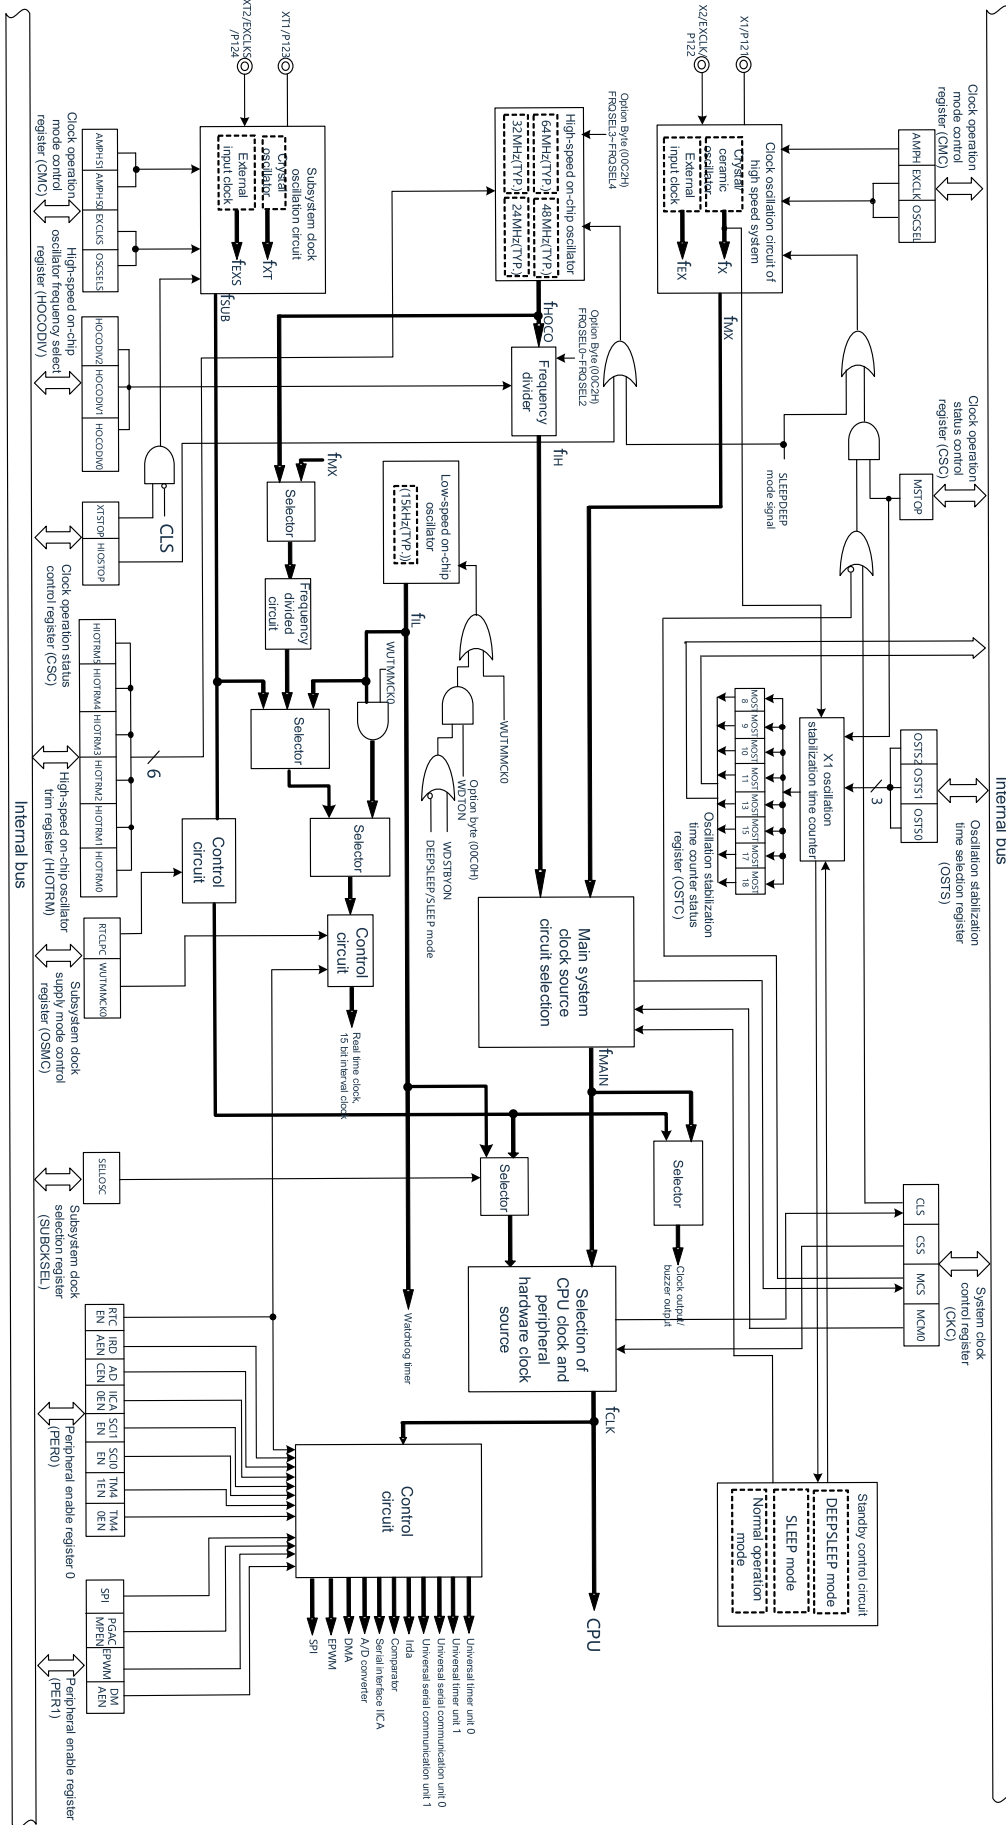 Internal bus
Clock operation
mode control
register (CMC)
AMPH
EXCLK
OSCSEL
Clock operation
status control
register (CSC)
MSTOP
Oscillation stabilization
time selection register
(OSTS)
OSTS2
OSTS1
OSTS0
3
System clock
control register
(CKC)
CLS
CSS
MCS
MCM0
X1/P121
X2/EXCLK/
P122
Clock oscillation circuit of
high speed system
Crystal/
ceramic
oscillator
fX
External
input clock
fEX
fMX
SLEEPDEEP
mode signal
X1 oscillation
stabilization time counter
MOST
8
MOST
9
MOST
10
MOST
11
MOST
13
MOST
15
MOST
17
MOST
18
Oscillation stabilization
time counter status
register (OSTC)
Standby control circuit
DEEPSLEEP mode
SLEEP mode
Normal operation
mode
Option Byte (00C2H)
FRQSEL3~FRQSEL4
High-speed on-chip oscillator
64MHz(TYP.)
48MHz(TYP.)
32MHz(TYP.)
24MHz(TYP.)
fHOCO
Option Byte (00C2H)
FRQSEL0~FRQSEL2
Frequency
divider
fIH
Main system
clock source
circuit selection
fMAIN
Selector
Clock output/
buzzer output
Selection of
CPU clock and
peripheral
hardware clock
source
fCLK
CPU
Selector
Low-speed on-chip
oscillator
(15kHz(TYP.))
fIL
WUTMMCK0
Option byte (00C0H)
WDTON
WDSTBYON
DEEPSLEEP/SLEEP mode
WUTMMCK0
fMX
Selector
Frequency
divided
circuit
Selector
Selector
Control
circuit
Real time clock,
15 bit interval clock
Watchdog timer
Control
circuit
Universal timer unit 0
Universal timer unit 1
Universal serial communication unit 0
Universal serial communication unit 1
Irda
Comparator
Serial interface IICA
A/D converter
DMA
EPWM
SPI
XT1/P123
XT2/EXCLKS
/P124
Subsystem clock
oscillation circuit
Crystal
oscillator
fXT
External
input clock
fEXS
fSUB
CLS
Control
circuit
6
AMPHS1
AMPHS0
EXCLKS
OSCSELS
Clock operation
mode control
register (CMC)
HOCODIV2
HOCODIV1
HOCODIV0
High-speed on-chip
oscillator frequency select
register (HOCODIV)
XTSTOP
HIOSTOP
Clock operation status
control register (CSC)
HIOTRM5
HIOTRM4
HIOTRM3
HIOTRM2
HIOTRM1
HIOTRM0
High-speed on-chip oscillator
trim register (HIOTRM)
RTCLPC
WUTMMCK0
Subsystem clock
supply mode control
register (OSMC)
SELLOSC
Subsystem clock
selection register
(SUBCKSEL)
RTC
EN
IRD
AEN
AD
CEN
IICA
0EN
SCI1
EN
SCI0
EN
TM4
1EN
TM4
0EN
Peripheral enable register 0
(PER0)
SPI
PGAC
MPEN
EPWM
DM
AEN
Peripheral enable register
(PER1)
Internal bus